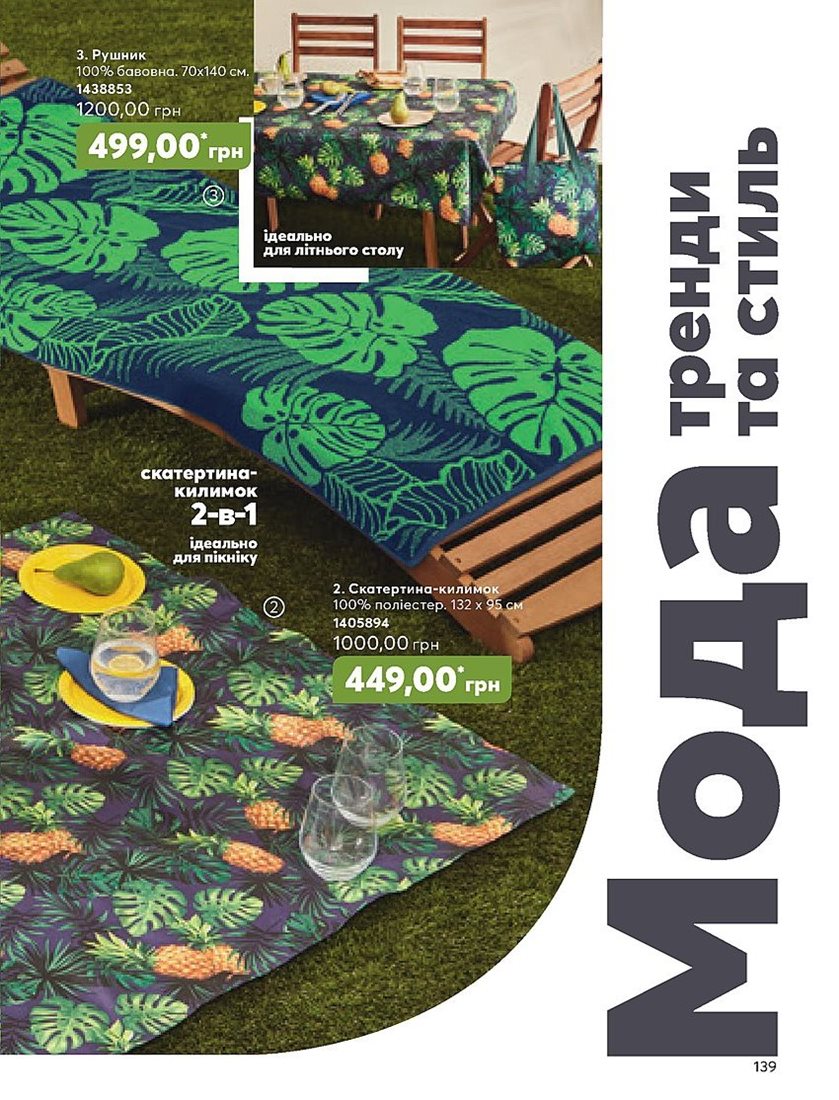 3. Рушник
100% бавовна. 70х140 см.
1438853
1200,00 грн
499,00* грн
3
ідеально
для літнього столу
скатертина-
килимок
2-в-1
ідеально
для пікніку
2
2. Скатертина-килимок
100% поліестер. 132 х 95 см
1405894
1000,00 грн
449,00* грн
Мода тренди
та стиль
139